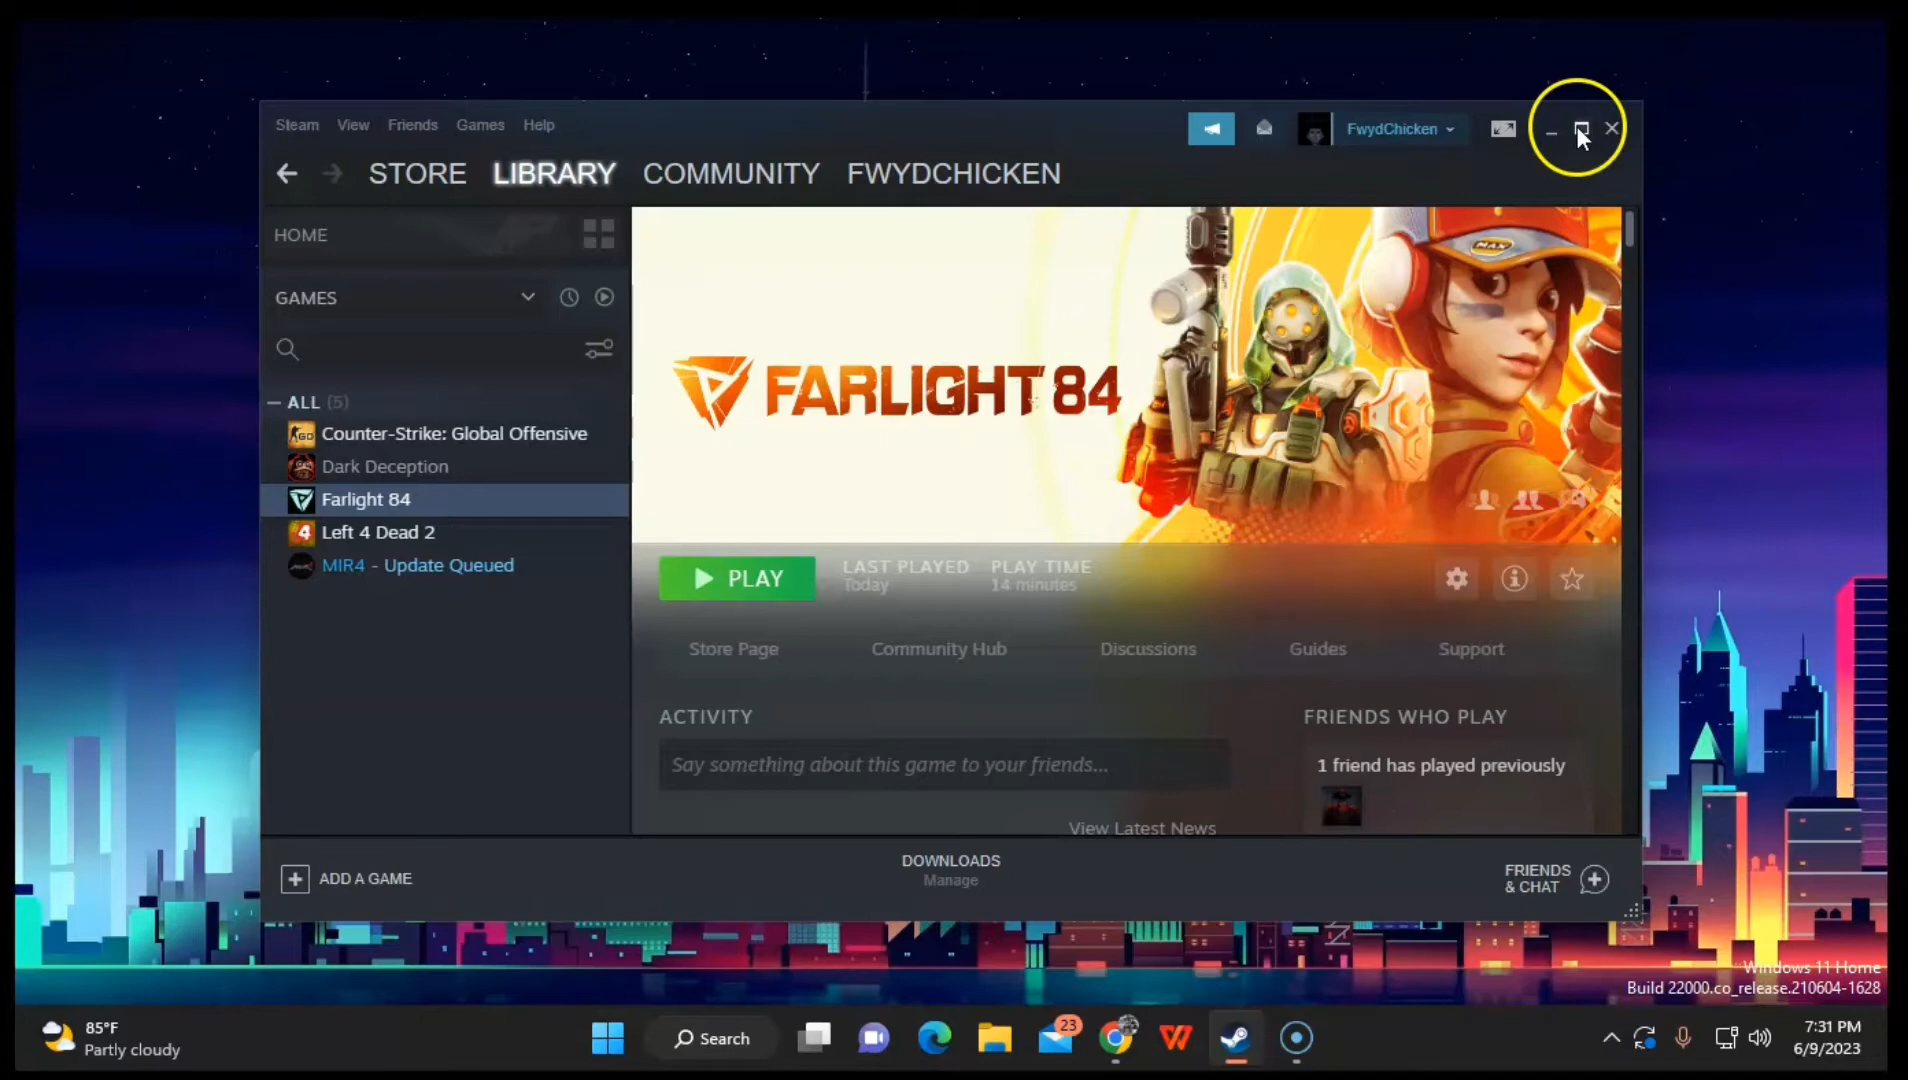 Steam View Friends Games Help
FwydChicken
STORE LIBRARY COMMUNITY FWYDCHICKEN
HOME
GAMES
ALL (5)
Counter-Strike: Global Offensive
Dark Deception
Farlight 84
Left 4 Dead 2
MIR4 - Update Queued
MAX
FARLIGHT 84
PLAY
LAST PLAYED
Today
PLAY TIME
14 minutes
Store Page Community Hub Discussions Guides Support
ACTIVITY
Say something about this game to your friends...
View Latest News
FRIENDS WHO PLAY
1 friend has played previously
ADD A GAME
DOWNLOADS
Manage
FRIENDS
& CHAT
Windows 11 Home
Build 22000.co_release.210604-1628
85°F
Partly cloudy
Search
23
7:31 PM
6/9/2023